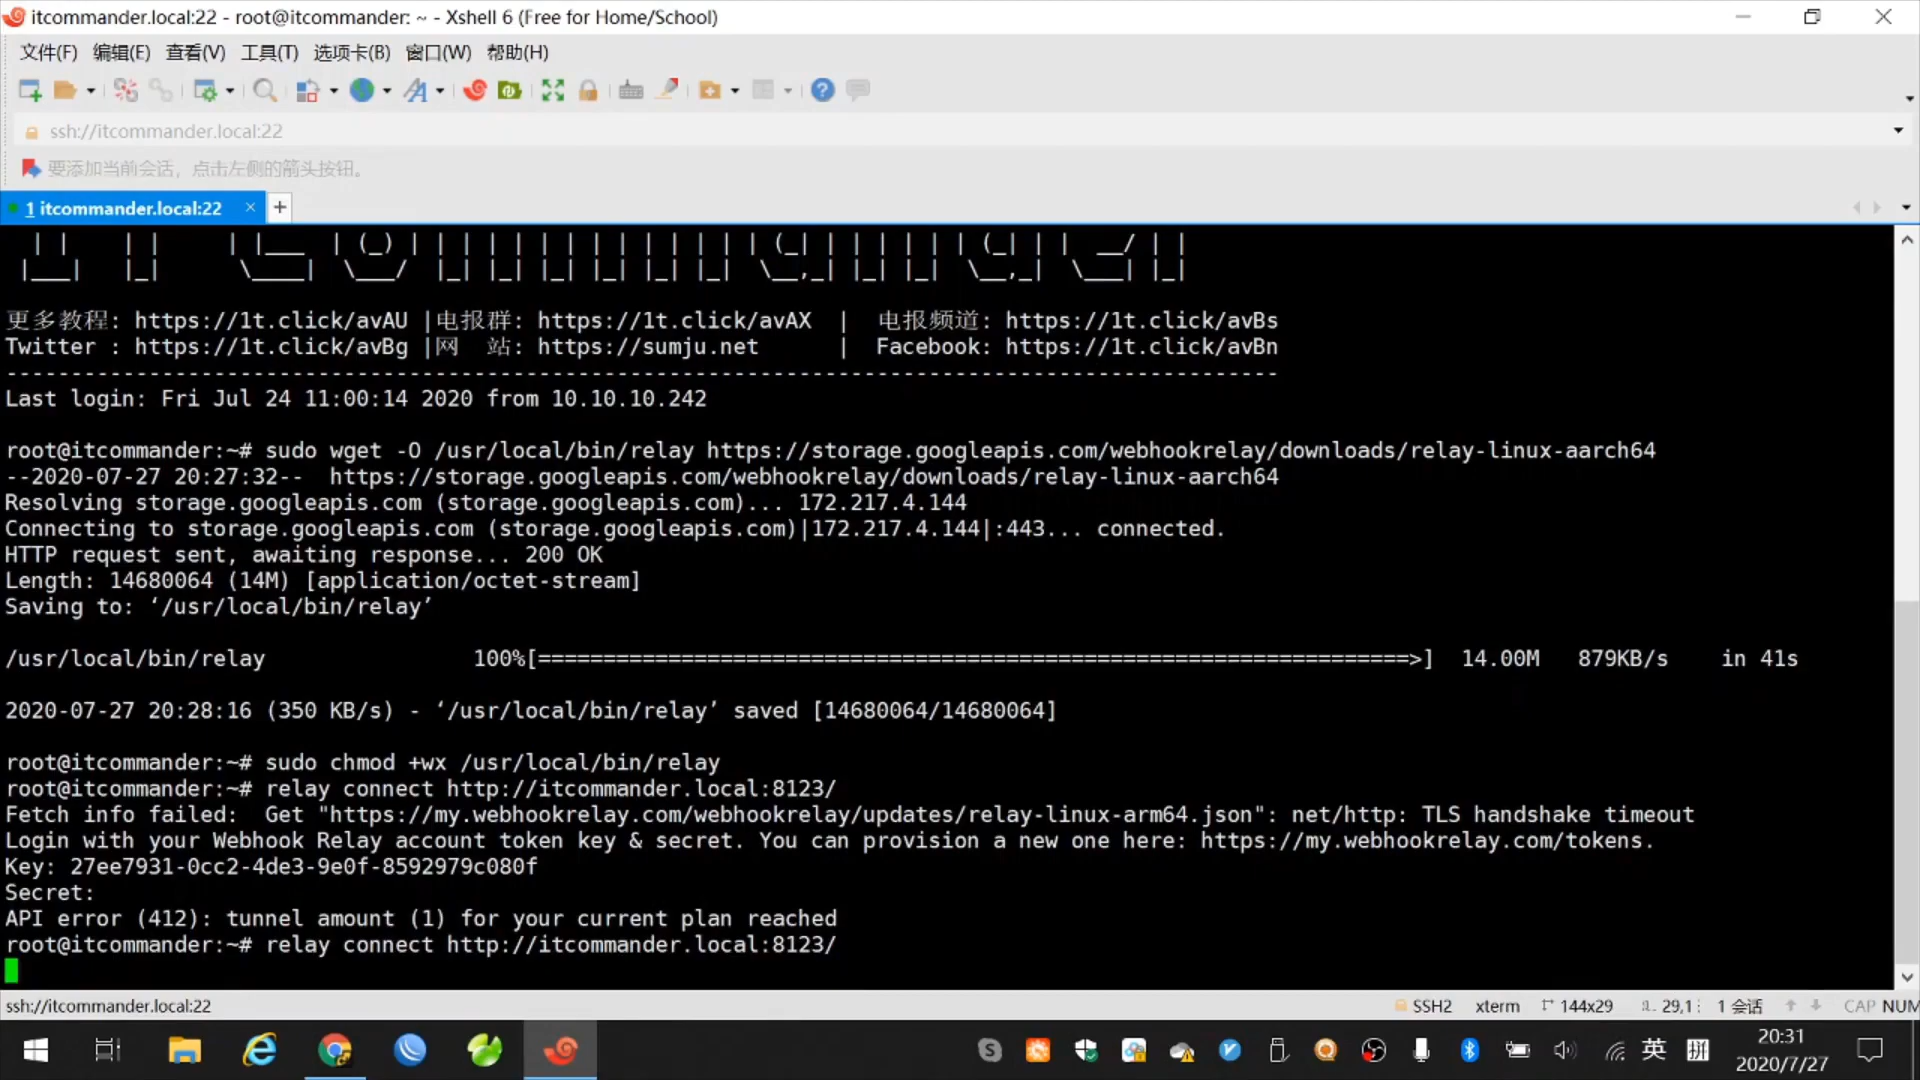 itcommander.local:22 - root@itcommander: ~ - Xshell 6 (Free for Home/School)
文件(F) 编辑(E) 查看(V) 工具(T) 选项卡(B) 窗口(W) 帮助(H)
ssh://itcommander.local:22
要添加当前会话，点击左侧的箭头按钮。
1 itcommander.local:22 × +
更多教程: https://1t.click/avAU |电报群: https://1t.click/avAX | 电报频道: https://1t.click/avBs
Twitter : https://1t.click/avBg |网 站: https://sumju.net | Facebook: https://1t.click/avBn
--------------------------------------------------------------------------------------------------
Last login: Fri Jul 24 11:00:14 2020 from 10.10.10.242
root@itcommander:~# sudo wget -O /usr/local/bin/relay https://storage.googleapis.com/webhookrelay/downloads/relay-linux-aarch64
--2020-07-27 20:27:32-- https://storage.googleapis.com/webhookrelay/downloads/relay-linux-aarch64
Resolving storage.googleapis.com (storage.googleapis.com)... 172.217.4.144
Connecting to storage.googleapis.com (storage.googleapis.com)|172.217.4.144|:443... connected.
HTTP request sent, awaiting response... 200 OK
Length: 14680064 (14M) [application/octet-stream]
Saving to: ‘/usr/local/bin/relay’
/usr/local/bin/relay 100%[===================================================================>] 14.00M 879KB/s in 41s
2020-07-27 20:28:16 (350 KB/s) - ‘/usr/local/bin/relay’ saved [14680064/14680064]
root@itcommander:~# sudo chmod +wx /usr/local/bin/relay
root@itcommander:~# relay connect http://itcommander.local:8123/
Fetch info failed: Get "https://my.webhookrelay.com/webhookrelay/updates/relay-linux-arm64.json": net/http: TLS handshake timeout
Login with your Webhook Relay account token key & secret. You can provision a new one here: https://my.webhookrelay.com/tokens.
Key: 27ee7931-0cc2-4de3-9e0f-8592979c080f
Secret:
API error (412): tunnel amount (1) for your current plan reached
root@itcommander:~# relay connect http://itcommander.local:8123/
ssh://itcommander.local:22 SSH2 xterm 144x29 29,1 1 会话 CAP NUM
英 拼 20:31
2020/7/27